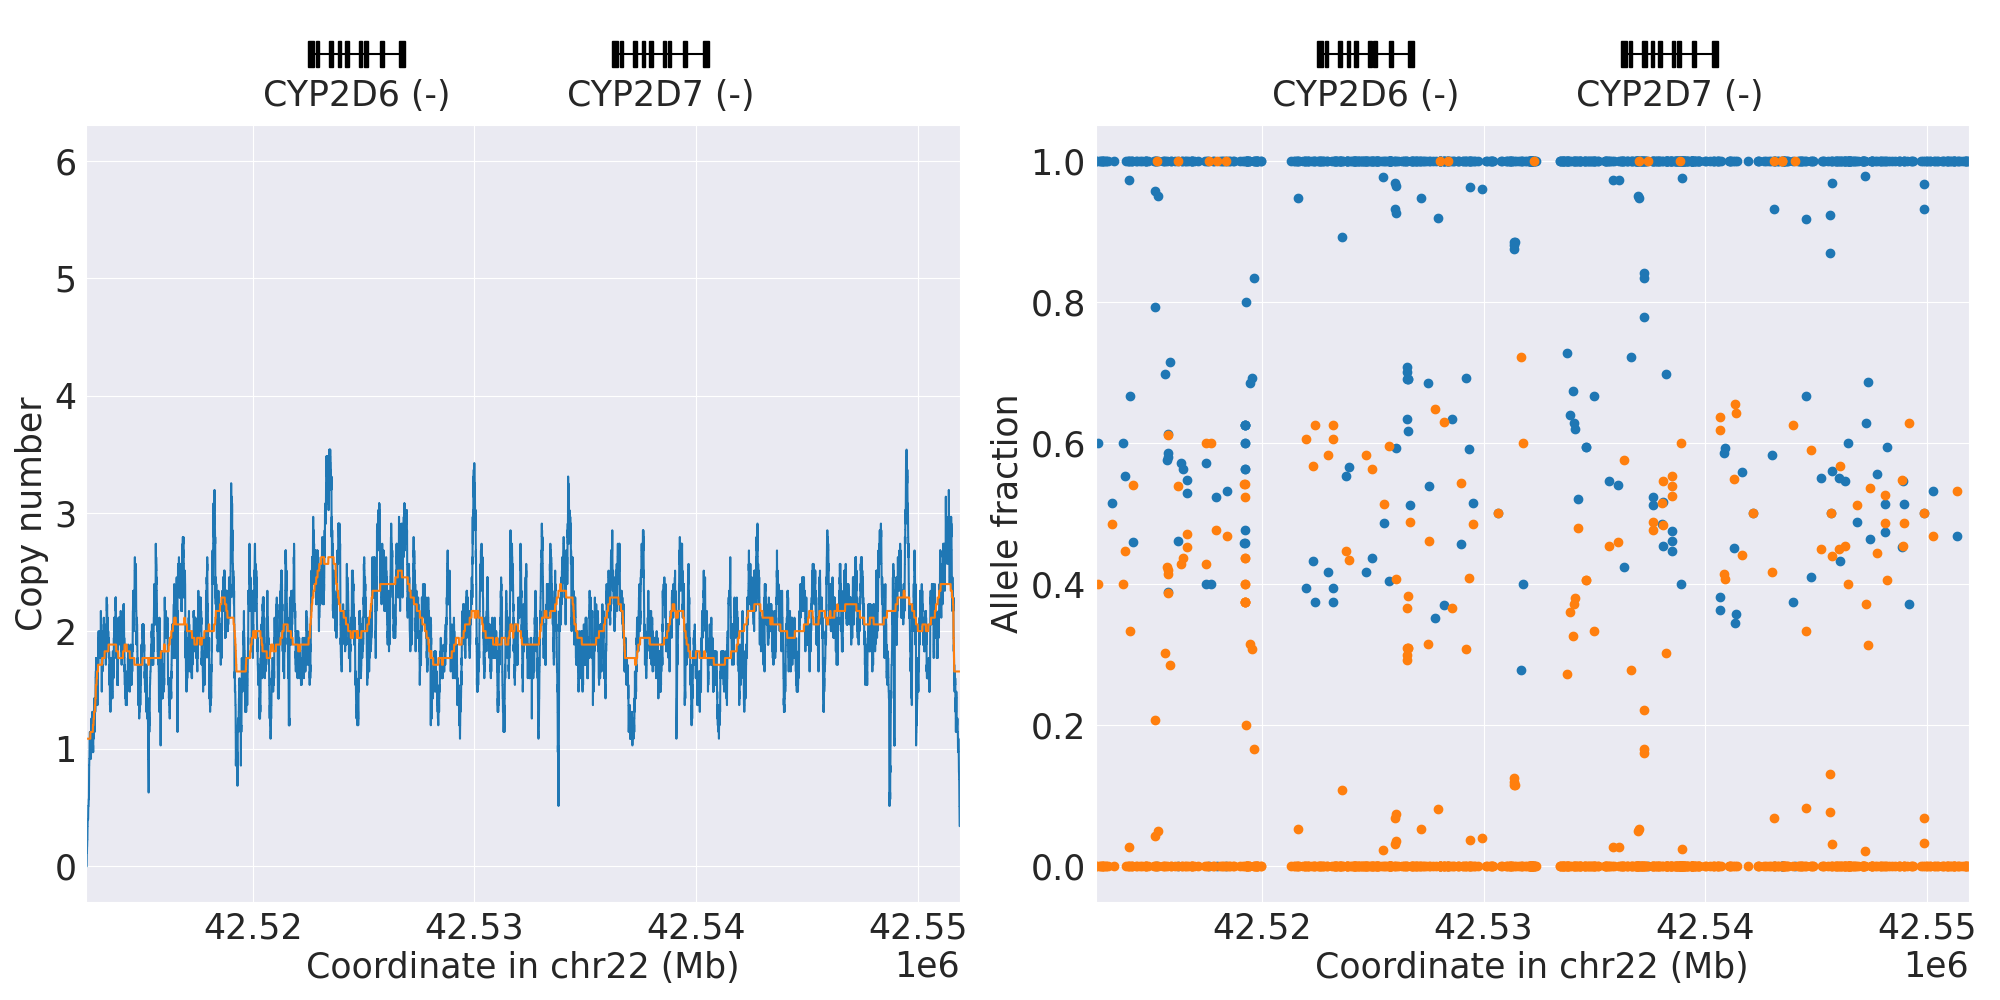 CYP2D6 (-) CYP2D7 (-)
6
5
4
3
2
1
0
Copy number
42.52 42.53 42.54 42.55
Coordinate in chr22 (Mb)
1e6
CYP2D6 (-) CYP2D7 (-)
1.0
0.8
0.6
0.4
0.2
0.0
Allele fraction
42.52 42.53 42.54 42.55
Coordinate in chr22 (Mb)
1e6